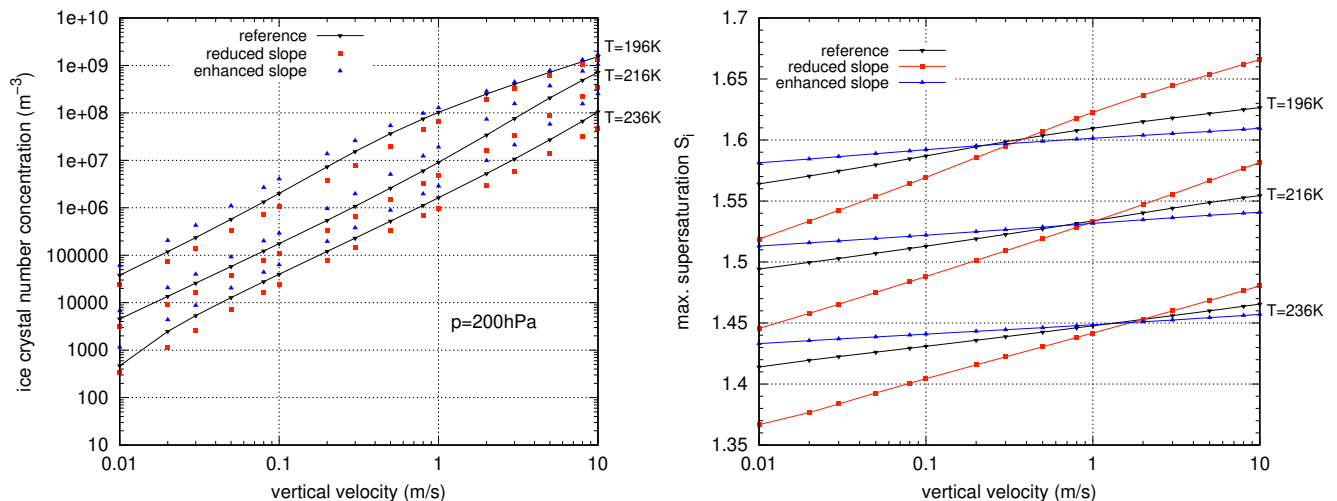 1e+10
1e+09
1e+08
1e+07
1e+06
100000
10000
1000
100
10
0.01
0.1
1
10
ice crystal number concentration (m⁻³)
vertical velocity (m/s)
reference
reduced slope
enhanced slope
T=196K
T=216K
T=236K
p=200hPa
1.7
1.65
1.6
1.55
1.5
1.45
1.4
1.35
0.01
0.1
1
10
max. supersaturation Sᵢ
vertical velocity (m/s)
reference
reduced slope
enhanced slope
T=196K
T=216K
T=236K